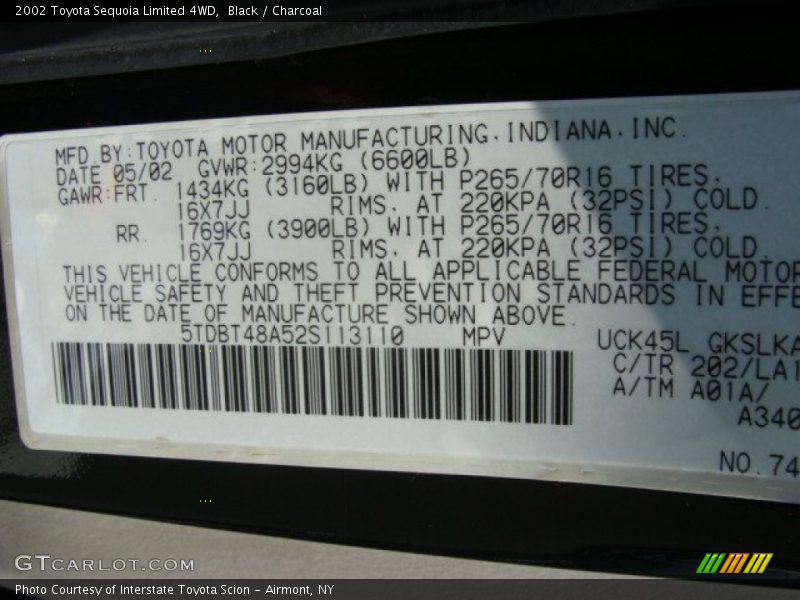 2002 Toyota Sequoia Limited 4WD, Black / Charcoal
MFD.BY:TOYOTA MOTOR MANUFACTURING.INDIANA.INC.
DATE 05/02 GVWR:2994KG (6600LB)
GAWR:FRT. 1434KG (3160LB) WITH P265/70R16 TIRES.
16X7JJ RIMS. AT 220KPA (32PSI) COLD.
RR. 1769KG (3900LB) WITH P265/70R16 TIRES.
16X7JJ RIMS. AT 220KPA (32PSI) COLD.
THIS VEHICLE CONFORMS TO ALL APPLICABLE FEDERAL MOTOR
VEHICLE SAFETY AND THEFT PREVENTION STANDARDS IN EFFE
ON THE DATE OF MANUFACTURE SHOWN ABOVE.
5TDBT48A52S113110 MPV
UCK45L GKSLKA
C/TR 202/LA1
A/TM A01A/
A340
NO.74
GTCARLOT.COM
Photo Courtesy of Interstate Toyota Scion - Airmont, NY